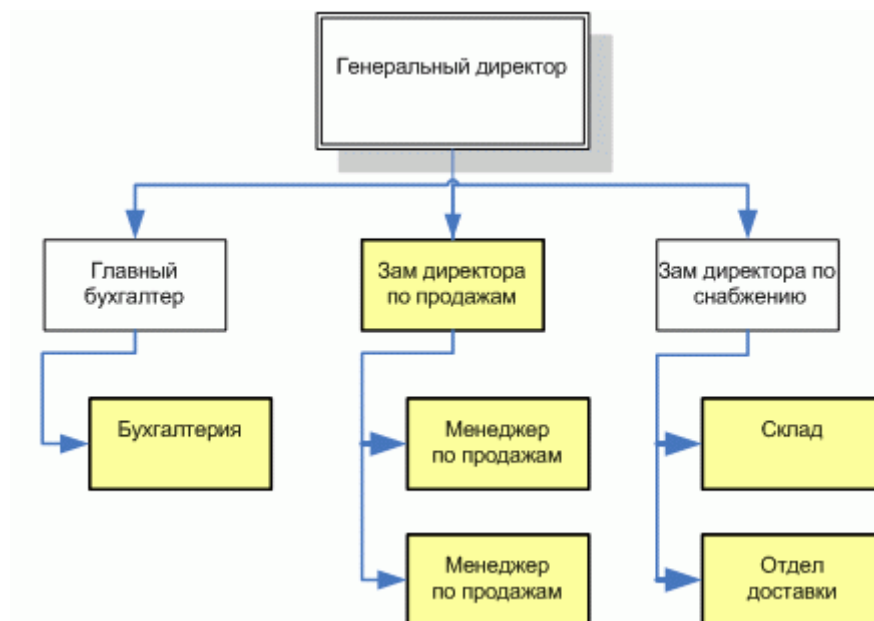 Генеральный директор
Главный
бухгалтер
Зам директора
по продажам
Зам директора по
снабжению
Бухгалтерия
Менеджер
по продажам
Склад
Менеджер
по продажам
Отдел
доставки